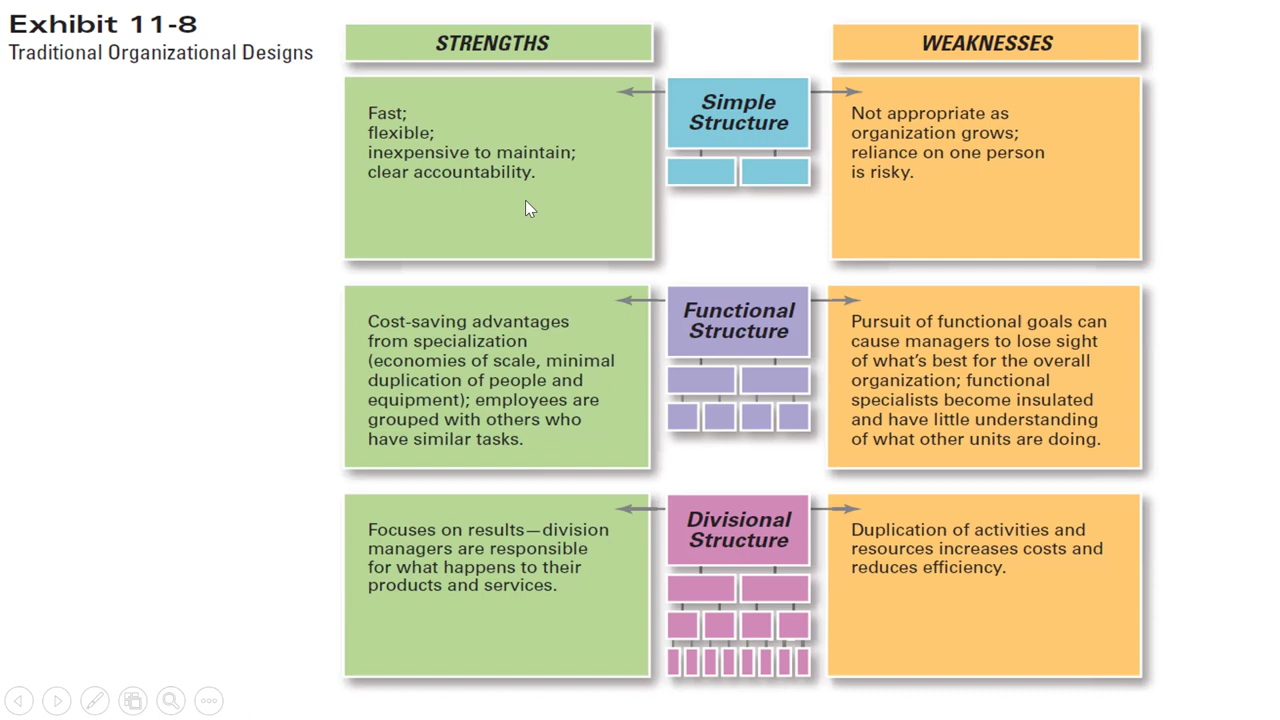 Exhibit 11-8
Traditional Organizational Designs
STRENGTHS
WEAKNESSES
Fast;
flexible;
inexpensive to maintain;
clear accountability.
Simple
Structure
Not appropriate as
organization grows;
reliance on one person
is risky.
Cost-saving advantages
from specialization
(economies of scale, minimal
duplication of people and
equipment); employees are
grouped with others who
have similar tasks.
Functional
Structure
Pursuit of functional goals can
cause managers to lose sight
of what's best for the overall
organization; functional
specialists become insulated
and have little understanding
of what other units are doing.
Focuses on results—division
managers are responsible
for what happens to their
products and services.
Divisional
Structure
Duplication of activities and
resources increases costs and
reduces efficiency.